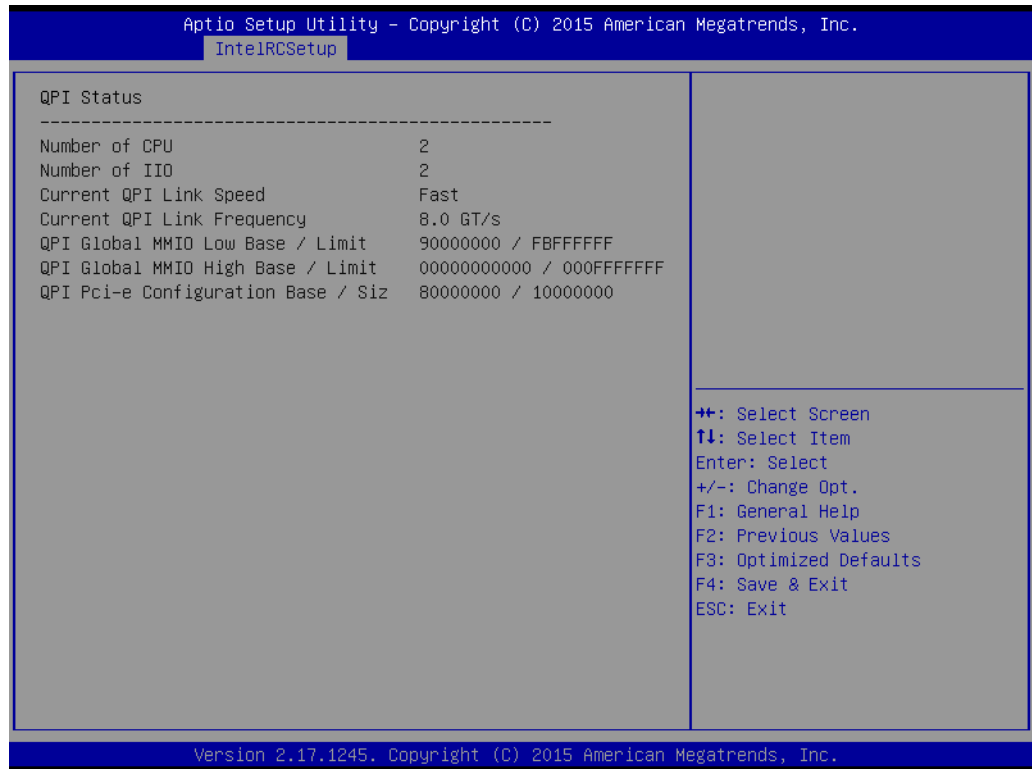 Aptio Setup Utility – Copyright (C) 2015 American Megatrends, Inc.
IntelRCSetup
QPI Status
--------------------------------------------------
Number of CPU 2
Number of IIO 2
Current QPI Link Speed Fast
Current QPI Link Frequency 8.0 GT/s
QPI Global MMIO Low Base / Limit 90000000 / FBFFFFFF
QPI Global MMIO High Base / Limit 00000000000 / 000FFFFFFF
QPI Pci-e Configuration Base / Siz 80000000 / 10000000
→←: Select Screen
↑↓: Select Item
Enter: Select
+/-: Change Opt.
F1: General Help
F2: Previous Values
F3: Optimized Defaults
F4: Save & Exit
ESC: Exit
Version 2.17.1245. Copyright (C) 2015 American Megatrends, Inc.